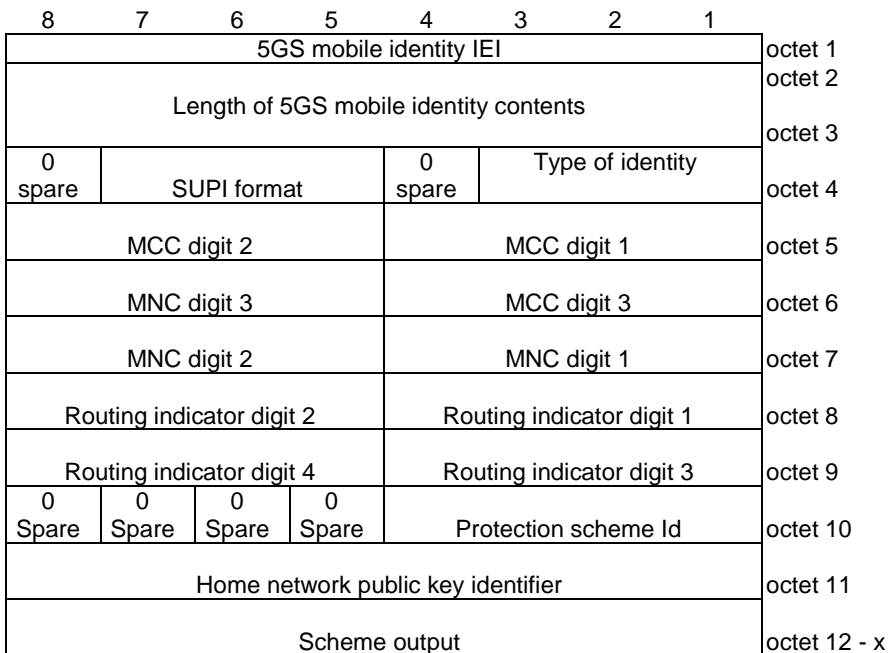 8 7 6 5 4 3 2 1
5GS mobile identity IEI octet 1
octet 2
Length of 5GS mobile identity contents
octet 3
0 0 Type of identity
spare SUPI format spare octet 4
MCC digit 2 MCC digit 1 octet 5
MNC digit 3 MCC digit 3 octet 6
MNC digit 2 MNC digit 1 octet 7
Routing indicator digit 2 Routing indicator digit 1 octet 8
Routing indicator digit 4 Routing indicator digit 3 octet 9
0 0 0 0
Spare Spare Spare Spare Protection scheme Id octet 10
Home network public key identifier octet 11
Scheme output octet 12 - x